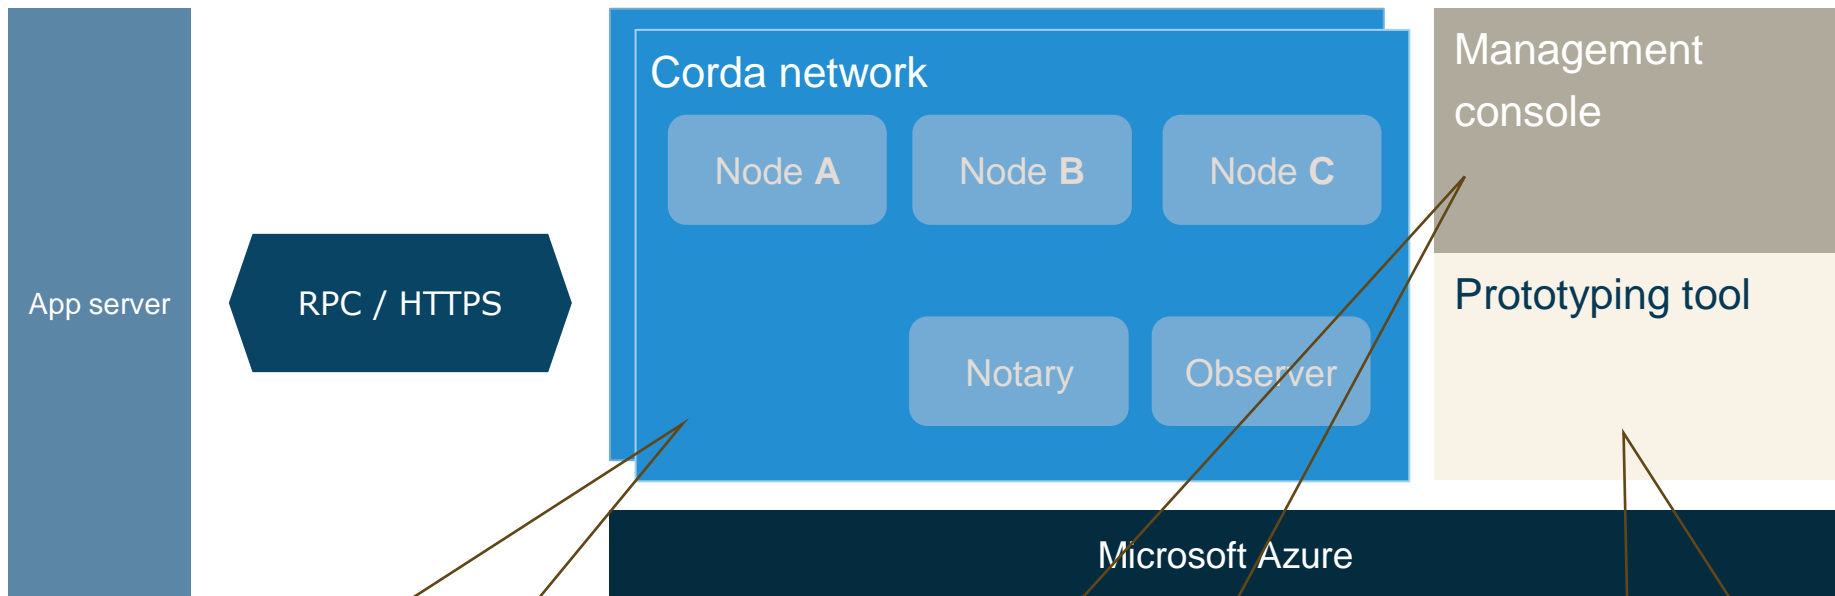 App server
RPC / HTTPS
Corda network
Node A
Node B
Node C
Notary
Observer
Management
console
Prototyping tool
Microsoft Azure